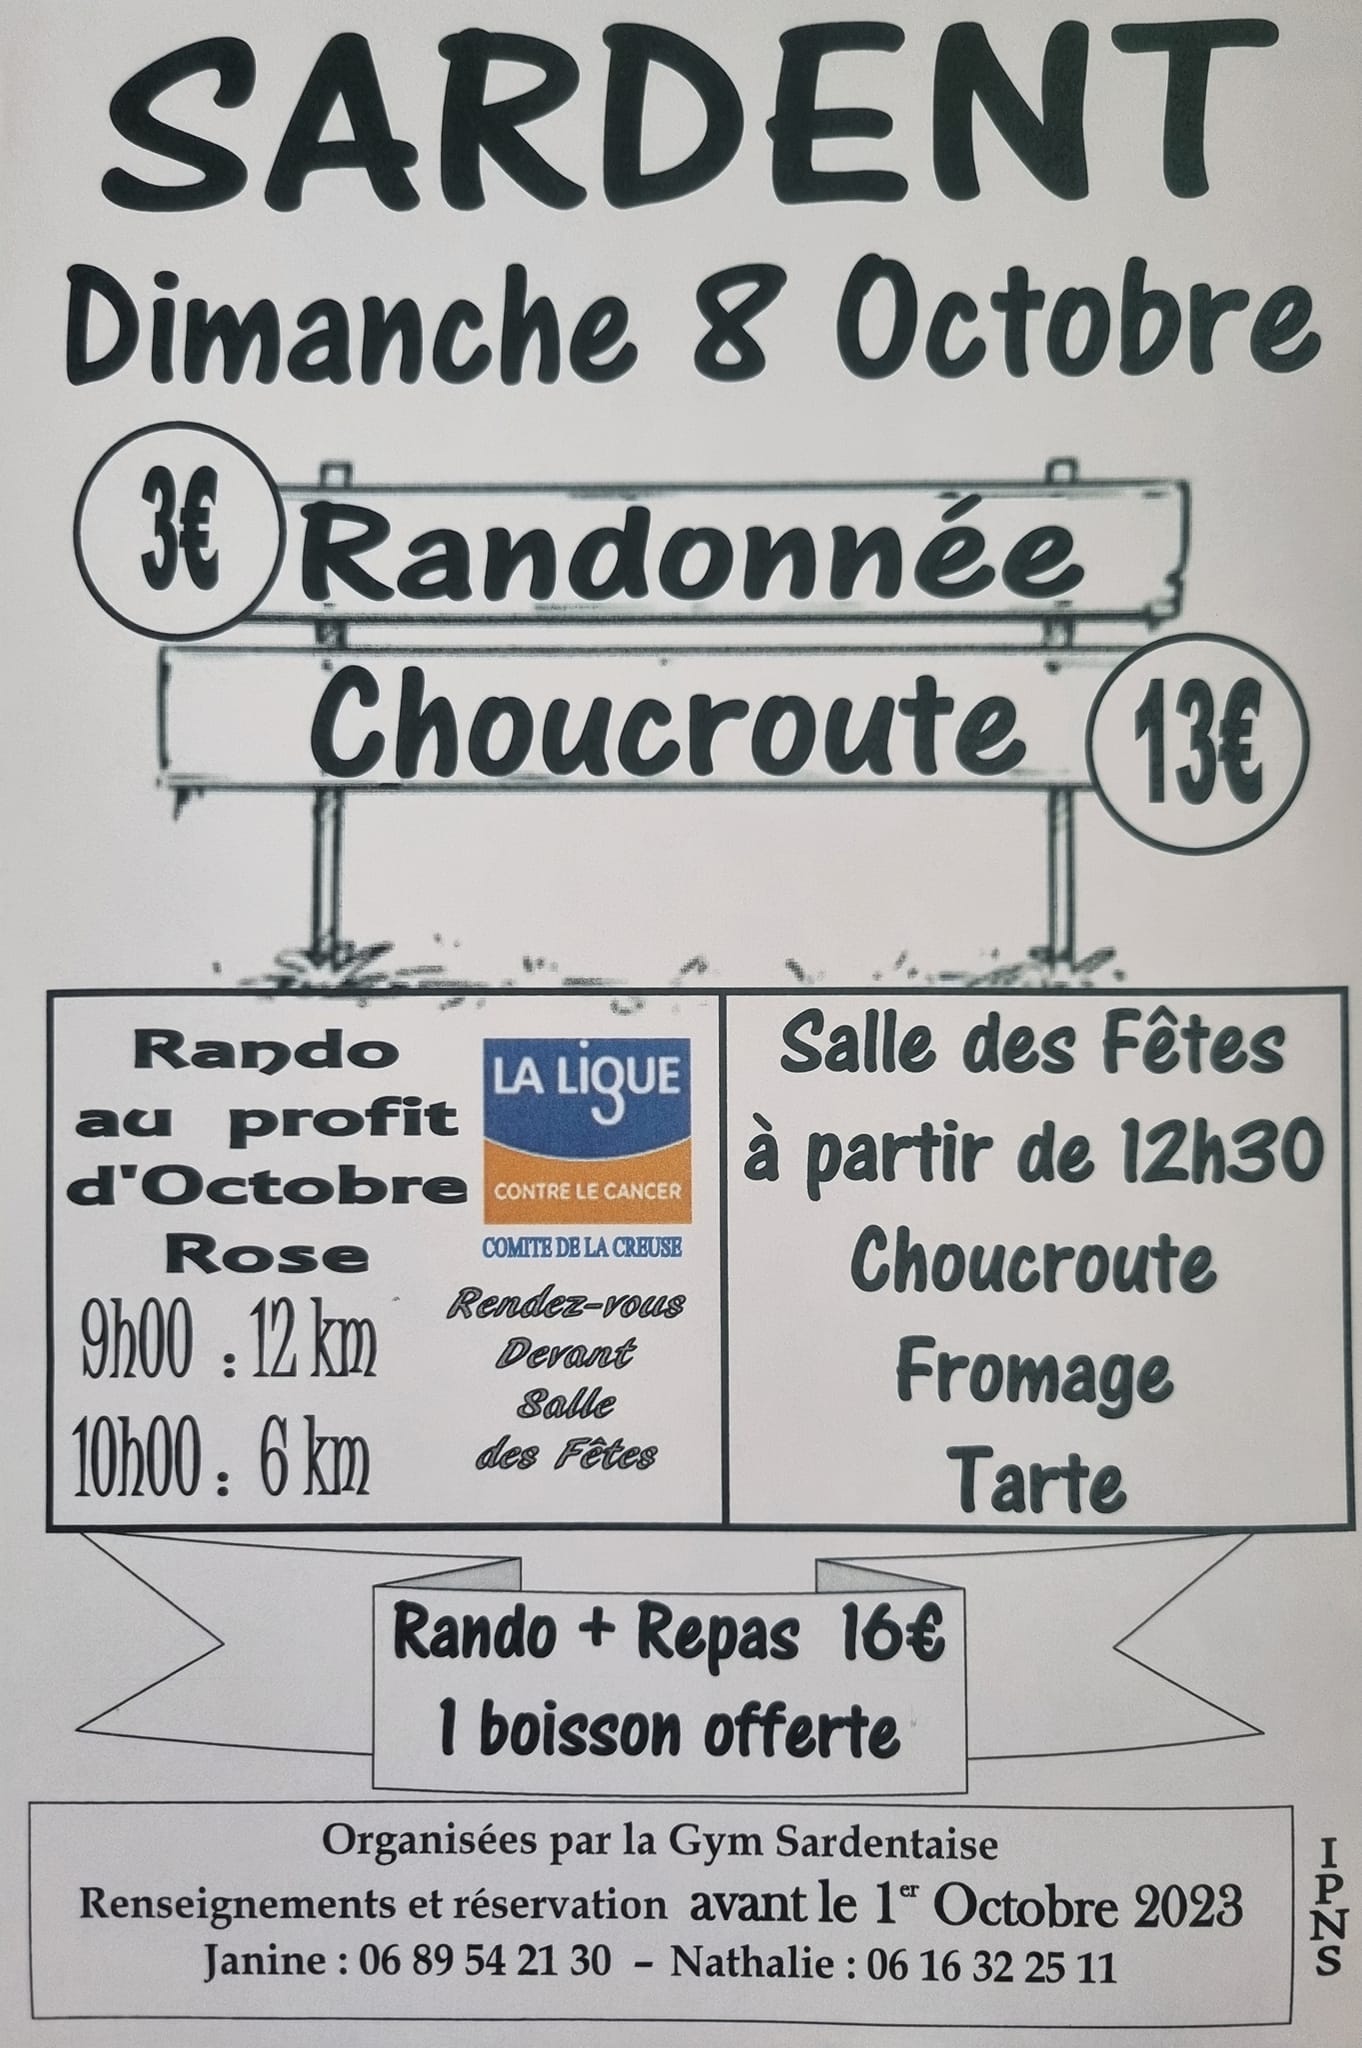 SARDENT
Dimanche 8 Octobre
3€
Randonnée
Choucroute
13€
Rando
au profit
d'Octobre
Rose
9h00 : 12 km
10h00 : 6 km
LA LiGUE
CONTRE LE CANCER
COMITE DE LA CREUSE
Rendez-vous
Devant
Salle
des Fêtes
Salle des Fêtes
à partir de 12h30
Choucroute
Fromage
Tarte
Rando + Repas 16€
1 boisson offerte
Organisées par la Gym Sardentaise
Renseignements et réservation avant le 1er Octobre 2023
Janine : 06 89 54 21 30 – Nathalie : 06 16 32 25 11
IPNS